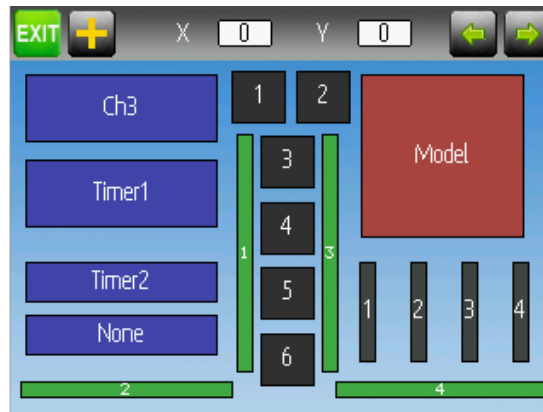 EXIT X 0 Y 0
Ch3 1 2 Model
Timer1 3
4
1 3
Timer2 5 1 2 3 4
None
6
2 4